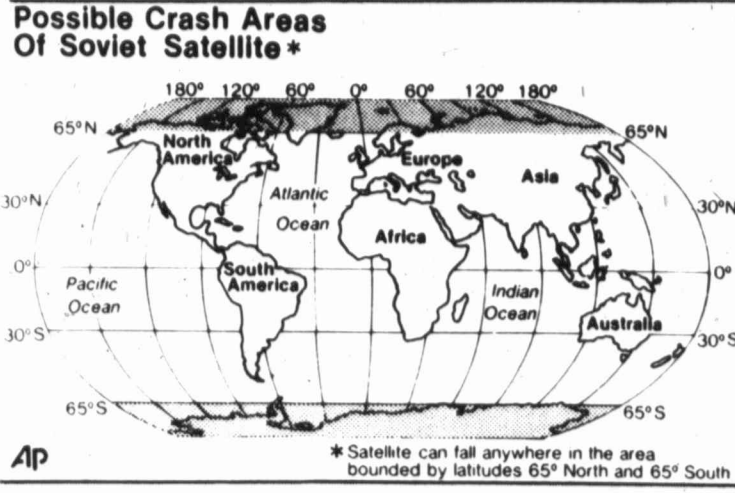 Possible Crash Areas
Of Soviet Satellite*
180° 120° 60° 0° 60° 120° 180°
65°N 65°N
North
America
Europe
Asia
Atlantic
Ocean
30°N 30°N
Africa
0° 0°
South
America
Pacific
Ocean
Indian
Ocean
Australia
30°S 30°S
65°S 65°S
AP
* Satellite can fall anywhere in the area
bounded by latitudes 65° North and 65° South